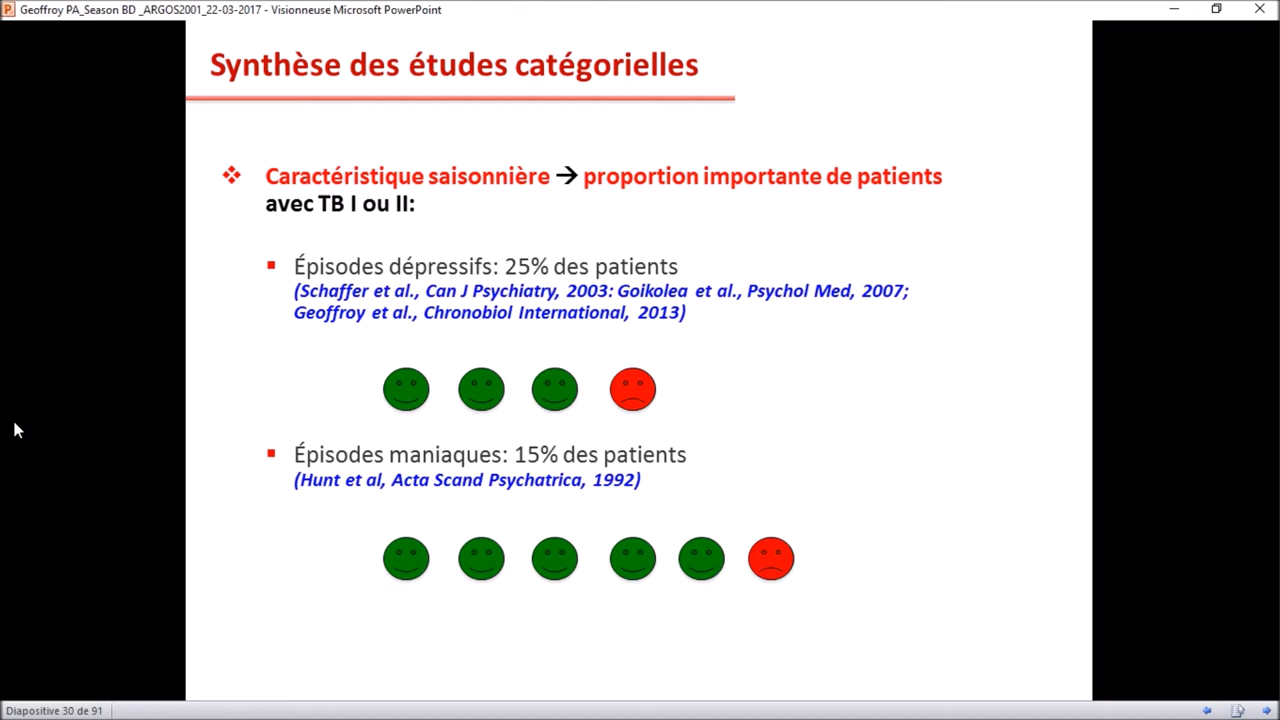 Geoffroy PA_Season BD _ARGOS2001_22-03-2017 - Visionneuse Microsoft PowerPoint
Synthèse des études catégorielles
Caractéristique saisonnière → proportion importante de patients
avec TB I ou II:
Épisodes dépressifs: 25% des patients
(Schaffer et al., Can J Psychiatry, 2003: Goikolea et al., Psychol Med, 2007;
Geoffroy et al., Chronobiol International, 2013)
Épisodes maniaques: 15% des patients
(Hunt et al, Acta Scand Psychatrica, 1992)
Diapositive 30 de 91